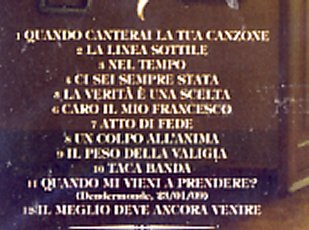 1 QUANDO CANTERAI LA TUA CANZONE
2 LA LINEA SOTTILE
3 NEL TEMPO
4 CI SEI SEMPRE STATA
5 LA VERITÀ È UNA SCELTA
6 CARO IL MIO FRANCESCO
7 ATTO DI FEDE
8 UN COLPO ALL'ANIMA
9 IL PESO DELLA VALIGIA
10 TACA BANDA
11 QUANDO MI VIENI A PRENDERE?
(Dendermonde, 23/01/09)
12 IL MEGLIO DEVE ANCORA VENIRE